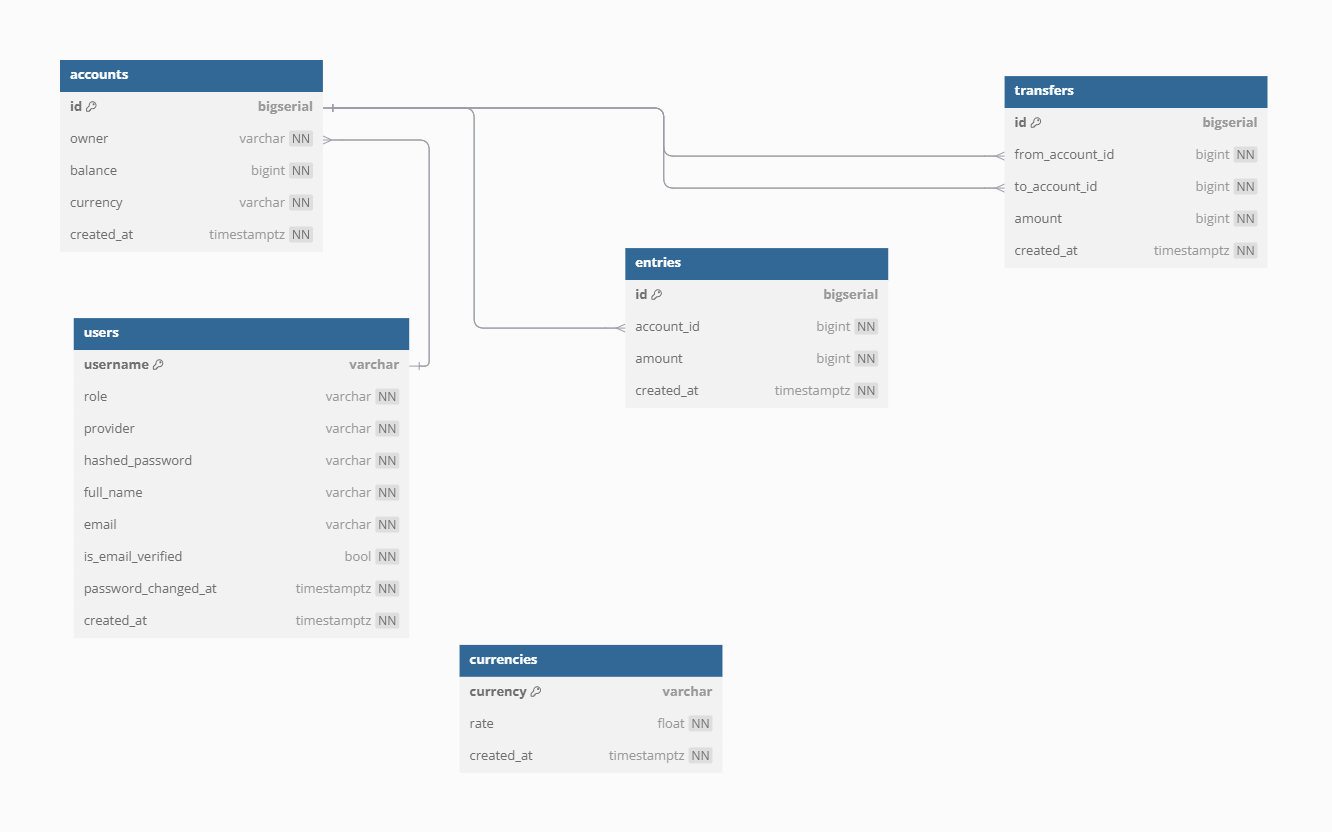 accounts
id bigserial
owner varchar NN
balance bigint NN
currency varchar NN
created_at timestamptz NN
transfers
id bigserial
from_account_id bigint NN
to_account_id bigint NN
amount bigint NN
created_at timestamptz NN
entries
id bigserial
account_id bigint NN
amount bigint NN
created_at timestamptz NN
users
username varchar
role varchar NN
provider varchar NN
hashed_password varchar NN
full_name varchar NN
email varchar NN
is_email_verified bool NN
password_changed_at timestamptz NN
created_at timestamptz NN
currencies
currency varchar
rate float NN
created_at timestamptz NN